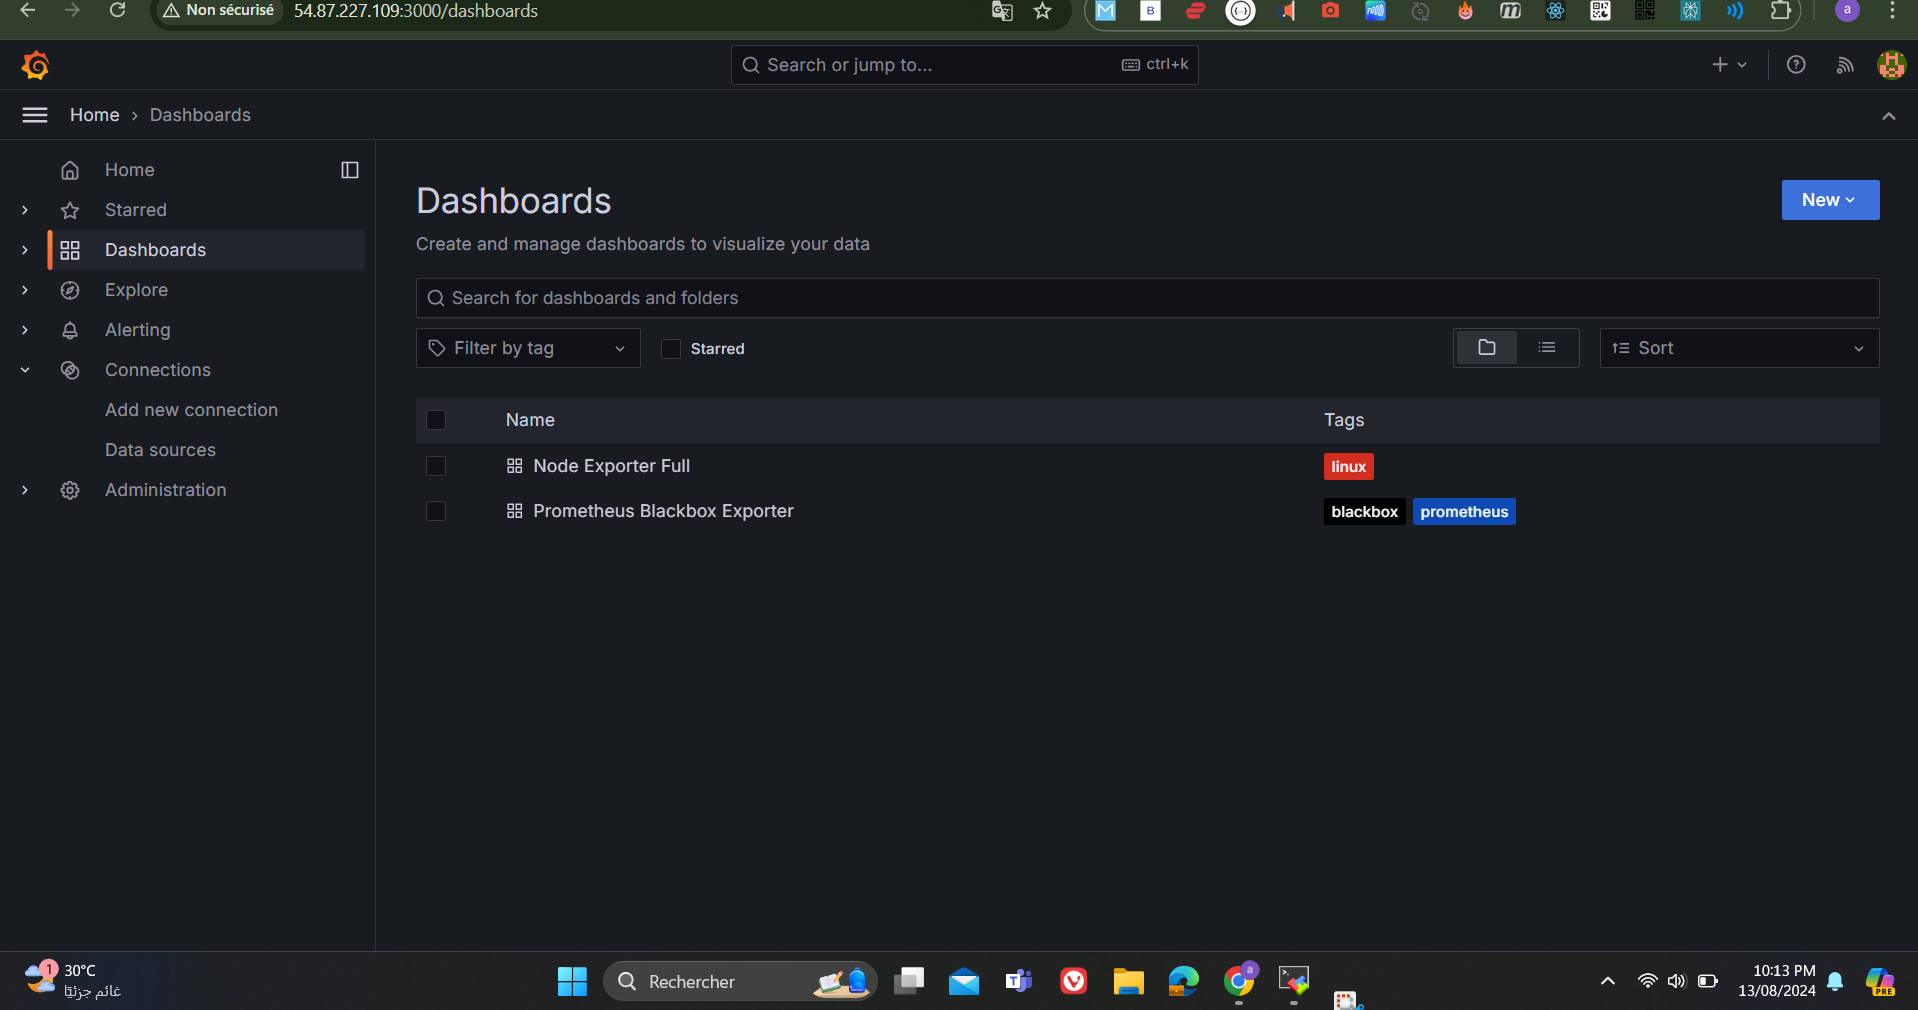 Non sécurisé 54.87.227.109:3000/dashboards
a
Search or jump to... ctrl+k
Home › Dashboards
Home
Starred
Dashboards
Explore
Alerting
Connections
Add new connection
Data sources
Administration
Dashboards
New
Create and manage dashboards to visualize your data
Search for dashboards and folders
Filter by tag Starred Sort
Name Tags
Node Exporter Full linux
Prometheus Blackbox Exporter blackbox prometheus
1
30°C
غائم جزئيًا
Rechercher
10:13 PM
13/08/2024
PRE